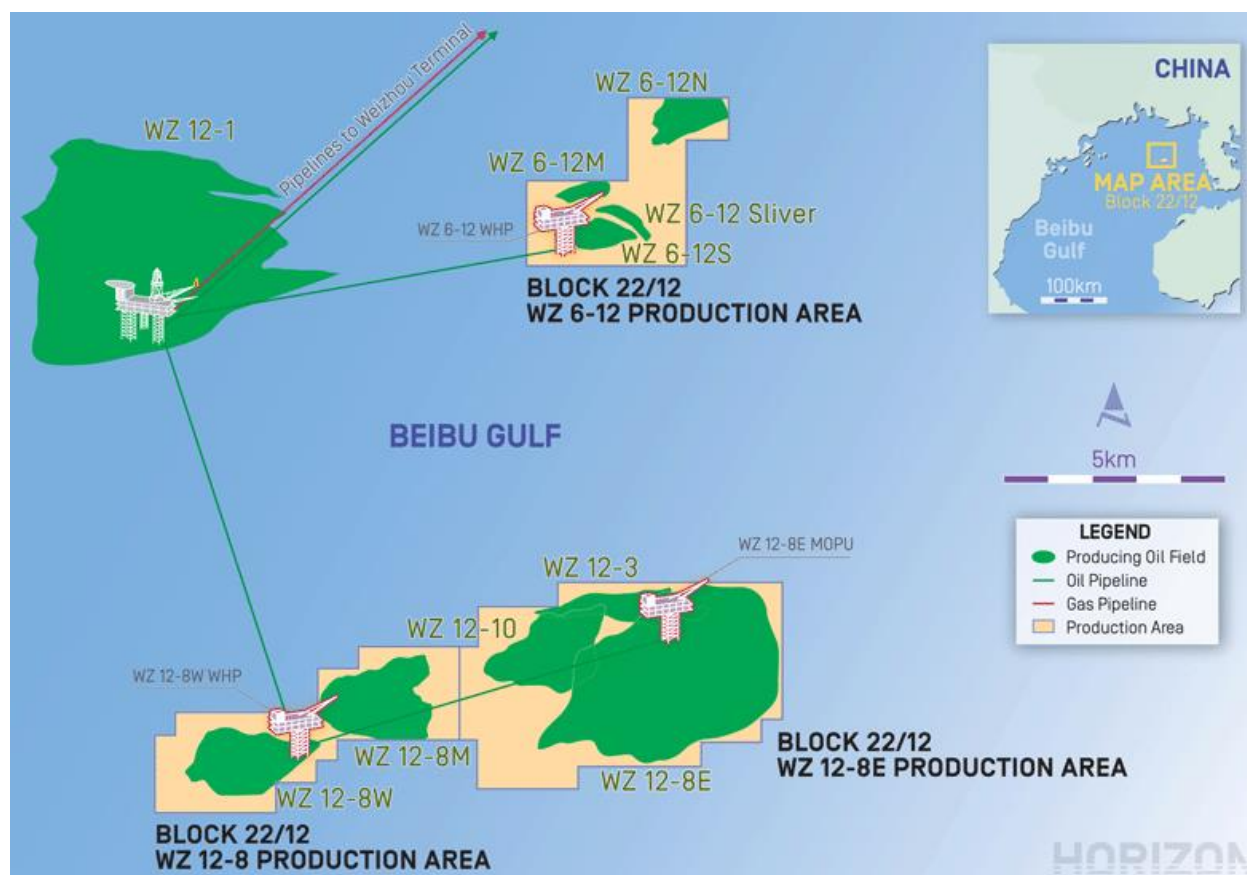 Pipelines to Weizhou Terminal
WZ 12-1
WZ 6-12N
WZ 6-12M
WZ 6-12 WHP
WZ 6-12 Sliver
WZ 6-12S
BLOCK 22/12
WZ 6-12 PRODUCTION AREA
CHINA
MAP AREA
Block 22/12
Beibu
Gulf
100km
BEIBU GULF
5km
LEGEND
Producing Oil Field
Oil Pipeline
Gas Pipeline
Production Area
WZ 12-8E MOPU
WZ 12-3
WZ 12-10
WZ 12-8W WHP
WZ 12-8M
WZ 12-8E
WZ 12-8W
BLOCK 22/12
WZ 12-8E PRODUCTION AREA
BLOCK 22/12
WZ 12-8 PRODUCTION AREA
HORIZON